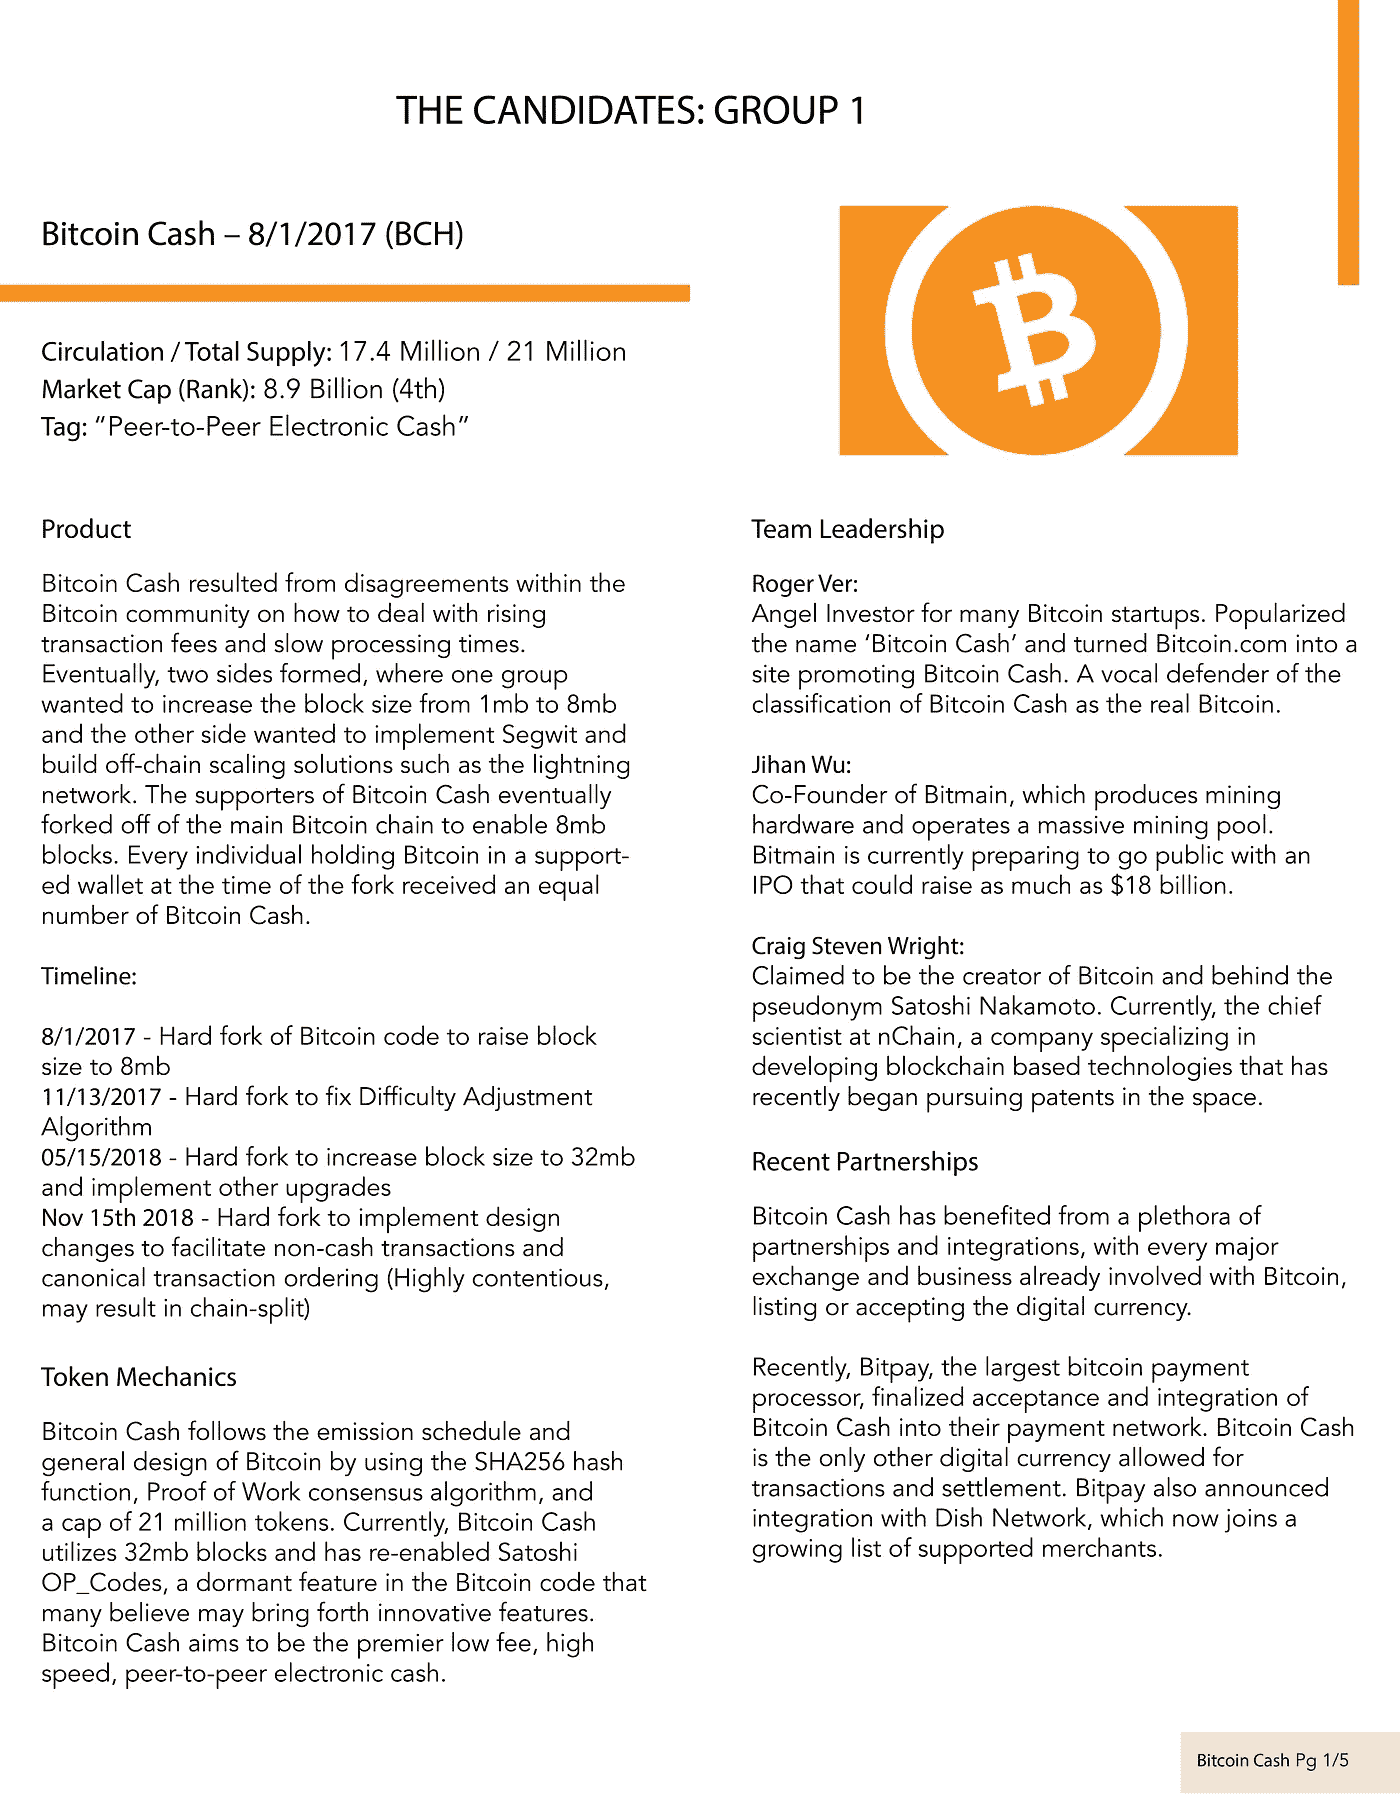 THE CANDIDATES: GROUP 1
Bitcoin Cash – 8/1/2017 (BCH)
Circulation / Total Supply: 17.4 Million / 21 Million
Market Cap (Rank): 8.9 Billion (4th)
Tag: “Peer-to-Peer Electronic Cash”
Product
Bitcoin Cash resulted from disagreements within the
Bitcoin community on how to deal with rising
transaction fees and slow processing times.
Eventually, two sides formed, where one group
wanted to increase the block size from 1mb to 8mb
and the other side wanted to implement Segwit and
build off-chain scaling solutions such as the lightning
network. The supporters of Bitcoin Cash eventually
forked off of the main Bitcoin chain to enable 8mb
blocks. Every individual holding Bitcoin in a support-
ed wallet at the time of the fork received an equal
number of Bitcoin Cash.
Timeline:
8/1/2017 - Hard fork of Bitcoin code to raise block
size to 8mb
11/13/2017 - Hard fork to fix Difficulty Adjustment
Algorithm
05/15/2018 - Hard fork to increase block size to 32mb
and implement other upgrades
Nov 15th 2018 - Hard fork to implement design
changes to facilitate non-cash transactions and
canonical transaction ordering (Highly contentious,
may result in chain-split)
Token Mechanics
Bitcoin Cash follows the emission schedule and
general design of Bitcoin by using the SHA256 hash
function, Proof of Work consensus algorithm, and
a cap of 21 million tokens. Currently, Bitcoin Cash
utilizes 32mb blocks and has re-enabled Satoshi
OP_Codes, a dormant feature in the Bitcoin code that
many believe may bring forth innovative features.
Bitcoin Cash aims to be the premier low fee, high
speed, peer-to-peer electronic cash.
Team Leadership
Roger Ver:
Angel Investor for many Bitcoin startups. Popularized
the name ‘Bitcoin Cash’ and turned Bitcoin.com into a
site promoting Bitcoin Cash. A vocal defender of the
classification of Bitcoin Cash as the real Bitcoin.
Jihan Wu:
Co-Founder of Bitmain, which produces mining
hardware and operates a massive mining pool.
Bitmain is currently preparing to go public with an
IPO that could raise as much as $18 billion.
Craig Steven Wright:
Claimed to be the creator of Bitcoin and behind the
pseudonym Satoshi Nakamoto. Currently, the chief
scientist at nChain, a company specializing in
developing blockchain based technologies that has
recently began pursuing patents in the space.
Recent Partnerships
Bitcoin Cash has benefited from a plethora of
partnerships and integrations, with every major
exchange and business already involved with Bitcoin,
listing or accepting the digital currency.
Recently, Bitpay, the largest bitcoin payment
processor, finalized acceptance and integration of
Bitcoin Cash into their payment network. Bitcoin Cash
is the only other digital currency allowed for
transactions and settlement. Bitpay also announced
integration with Dish Network, which now joins a
growing list of supported merchants.
Bitcoin Cash Pg 1/5